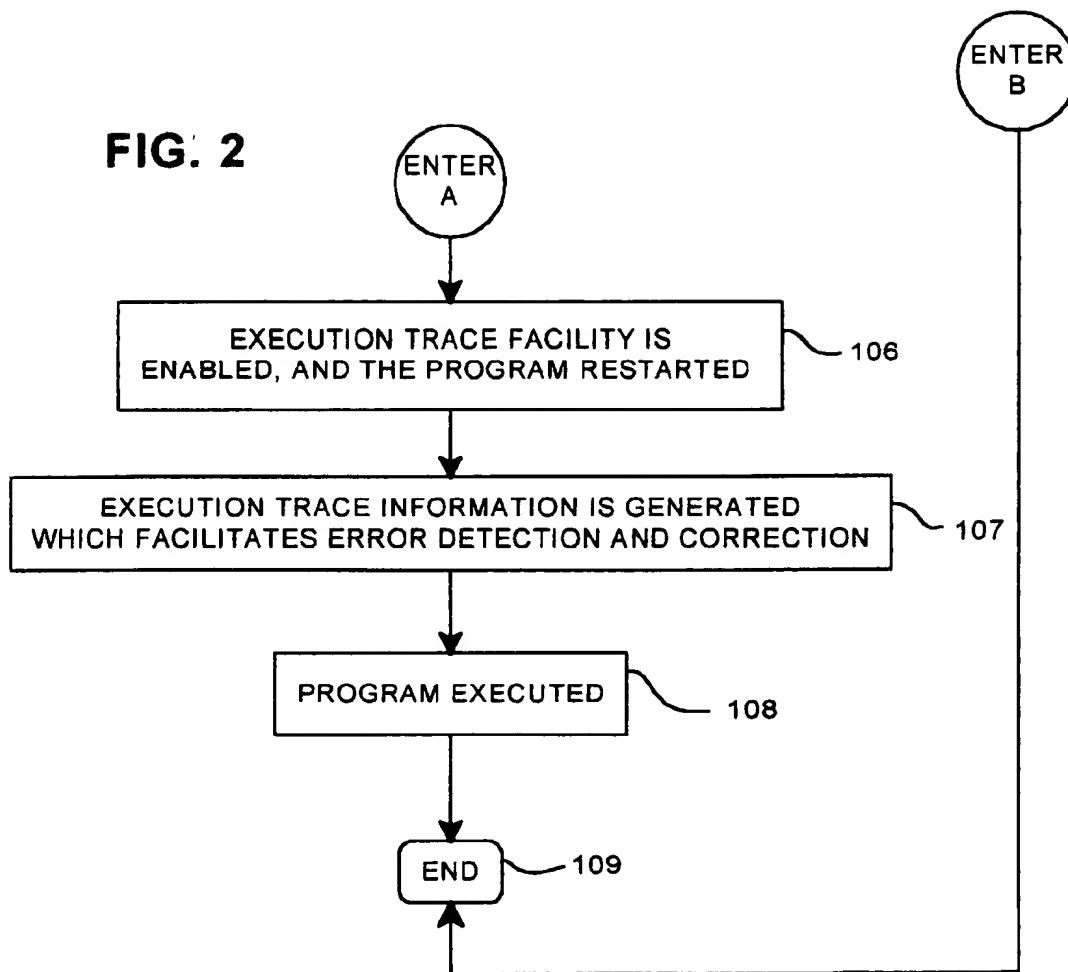 ENTER
B
FIG. 2
ENTER
A
EXECUTION TRACE FACILITY IS
ENABLED, AND THE PROGRAM RESTARTED
106
EXECUTION TRACE INFORMATION IS GENERATED
WHICH FACILITATES ERROR DETECTION AND CORRECTION
107
PROGRAM EXECUTED
108
END
109